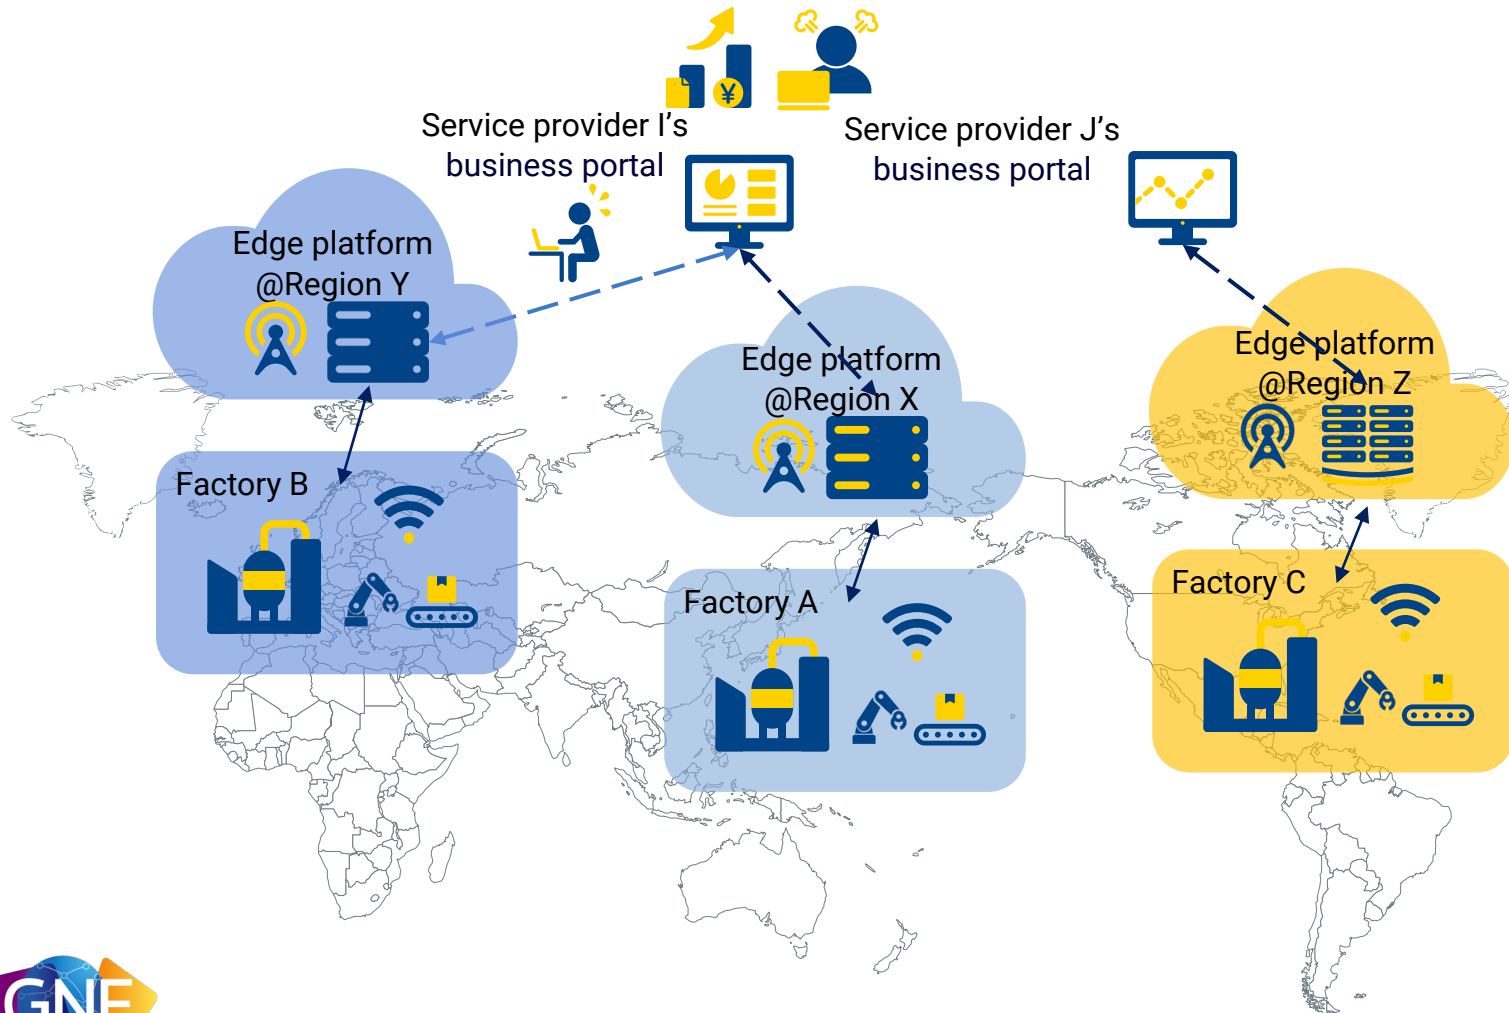 Service provider I's
business portal
Service provider J's
business portal
¥
Edge platform
@Region Y
Edge platform
@Region X
Edge platform
@Region Z
Factory B
Factory A
Factory C
GNE